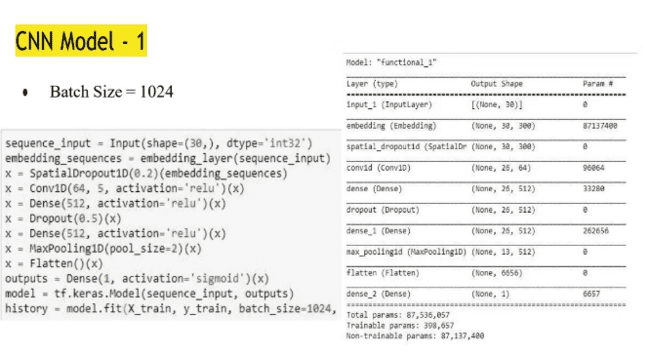 CNN Model - 1
• Batch Size = 1024
sequence_input = Input(shape=(30,), dtype='int32')
embedding_sequences = embedding_layer(sequence_input)
x = SpatialDropout1D(0.2)(embedding_sequences)
x = Conv1D(64, 5, activation='relu')(x)
x = Dense(512, activation='relu')(x)
x = Dropout(0.5)(x)
x = Dense(512, activation='relu')(x)
x = MaxPooling1D(pool_size=2)(x)
x = Flatten()(x)
outputs = Dense(1, activation='sigmoid')(x)
model = tf.keras.Model(sequence_input, outputs)
history = model.fit(X_train, y_train, batch_size=1024,
Model: "functional_1"
Layer (type) Output Shape Param #
input_1 (InputLayer) [(None, 30)] 0
embedding (Embedding) (None, 30, 300) 87137400
spatial_dropout1d (SpatialDr (None, 30, 300) 0
conv1d (Conv1D) (None, 26, 64) 96064
dense (Dense) (None, 26, 512) 33280
dropout (Dropout) (None, 26, 512) 0
dense_1 (Dense) (None, 26, 512) 262656
max_pooling1d (MaxPooling1D) (None, 13, 512) 0
flatten (Flatten) (None, 6656) 0
dense_2 (Dense) (None, 1) 6657
Total params: 87,536,057
Trainable params: 398,657
Non-trainable params: 87,137,400